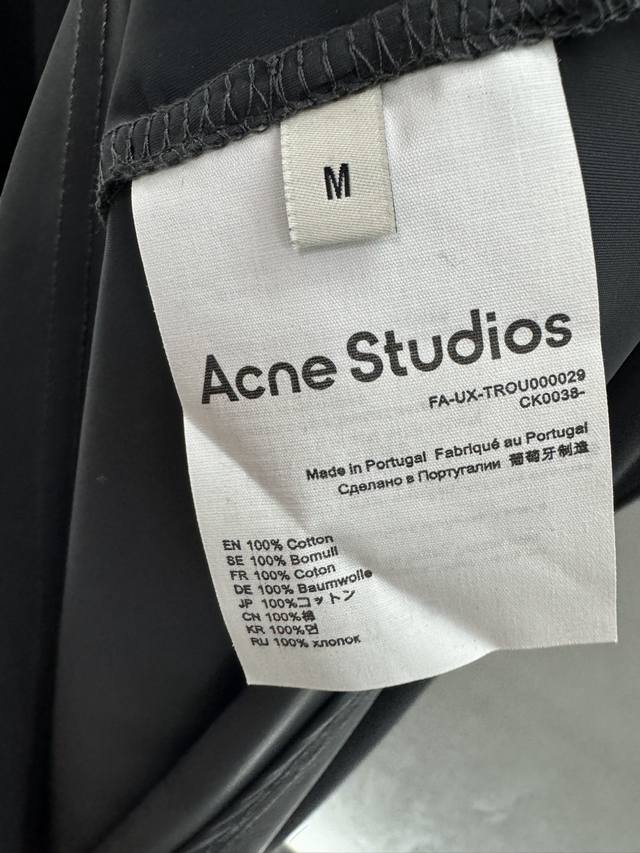 M
Acne Studios
FA-UX-TROU000029
CK0038-
Made in Portugal Fabriqué au Portugal
Сделано в Португалии 葡萄牙制造
EN 100% Cotton
SE 100% Bomull
FR 100% Coton
DE 100% Baumwolle
JP 100%コットン
CN 100%棉
KR 100%면
RU 100% хлопок